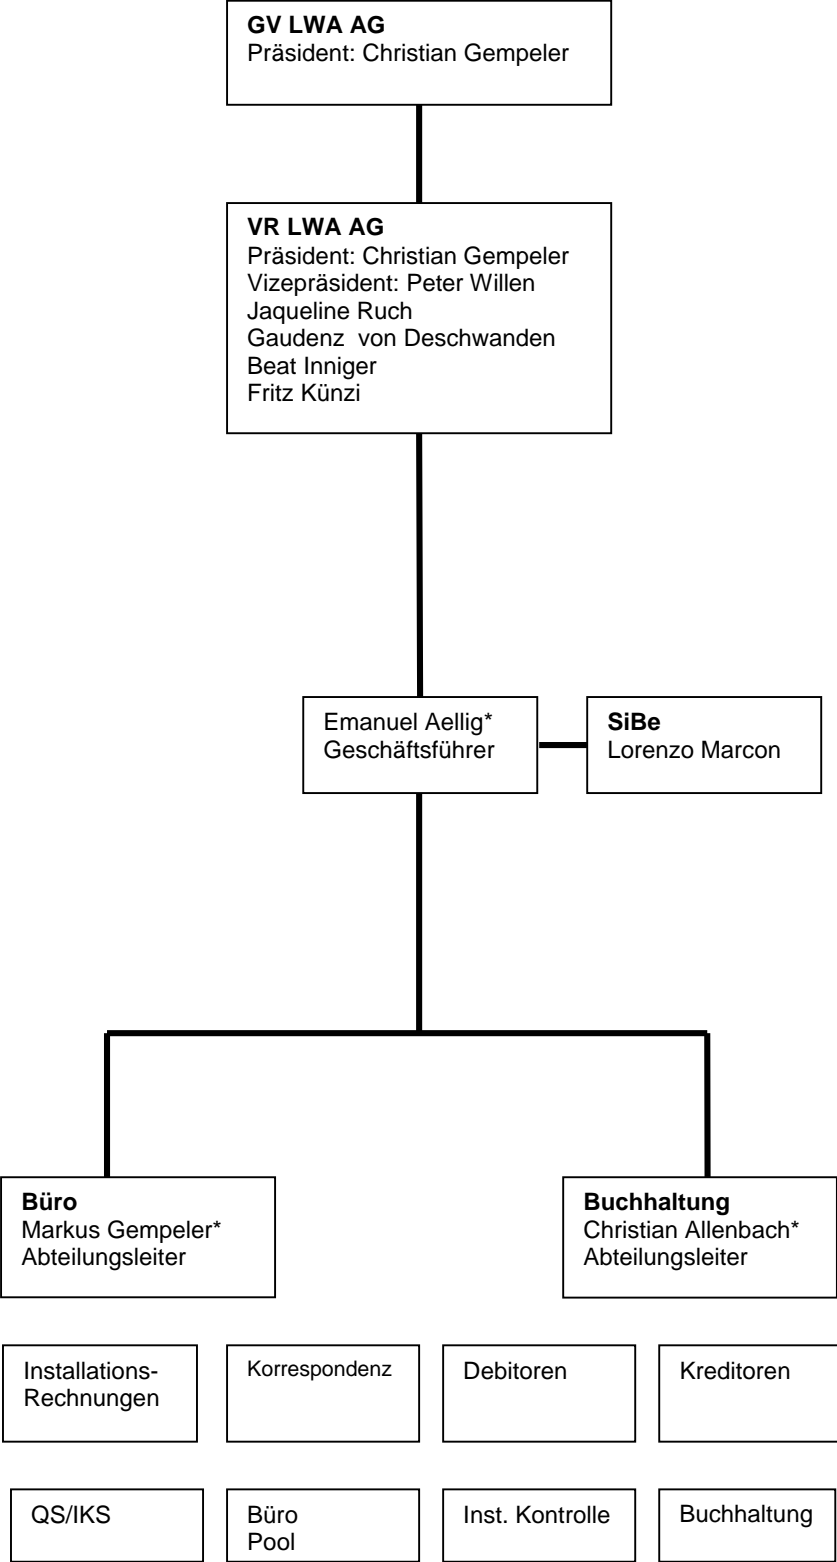 GV LWA AG
Präsident: Christian Gempeler
VR LWA AG
Präsident: Christian Gempeler
Vizepräsident: Peter Willen
Jaqueline Ruch
Gaudenz  von Deschwanden
Beat Inniger
Fritz Künzi
Emanuel Aellig*
Geschäftsführer
SiBe
Lorenzo Marcon
Büro
Markus Gempeler*
Abteilungsleiter
Buchhaltung
Christian Allenbach*
Abteilungsleiter
Installations-
Rechnungen
Korrespondenz
Debitoren
Kreditoren
QS/IKS
Büro
Pool
Inst. Kontrolle
Buchhaltung